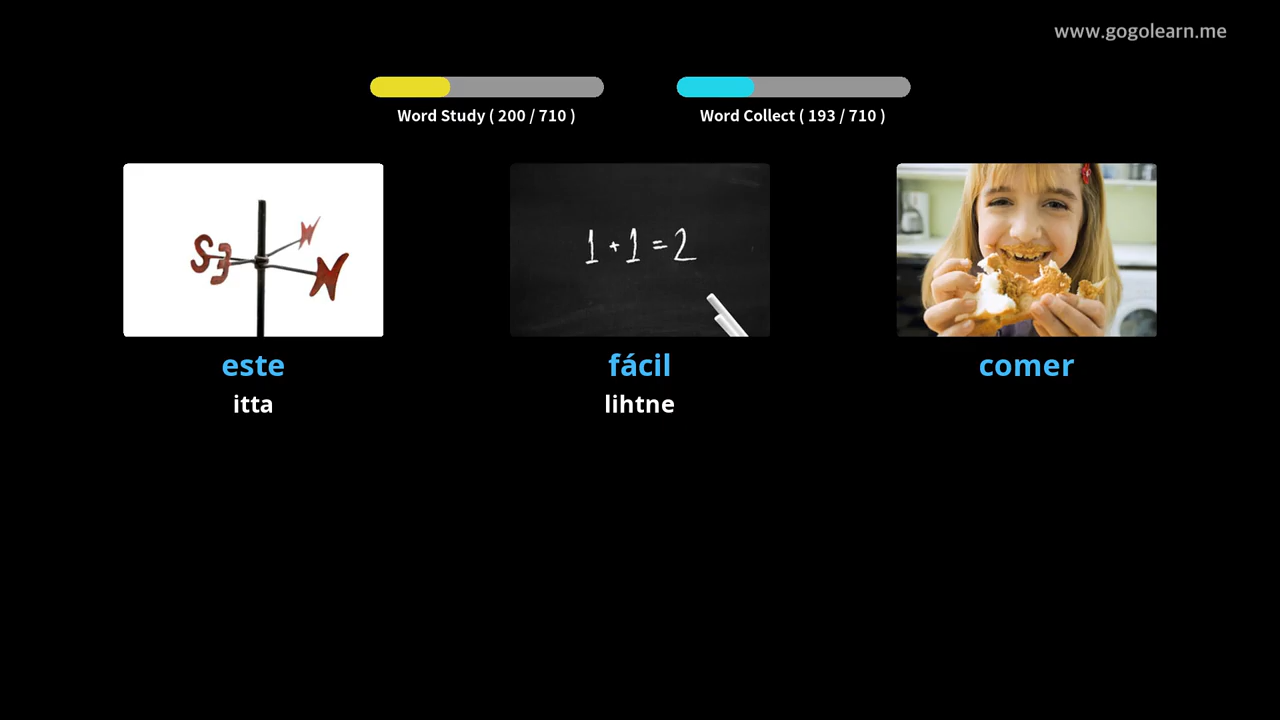 www.gogolearn.me
Word Study ( 200 / 710 )
Word Collect ( 193 / 710 )
S E N W
1 + 1 = 2
este
fácil
comer
itta
lihtne